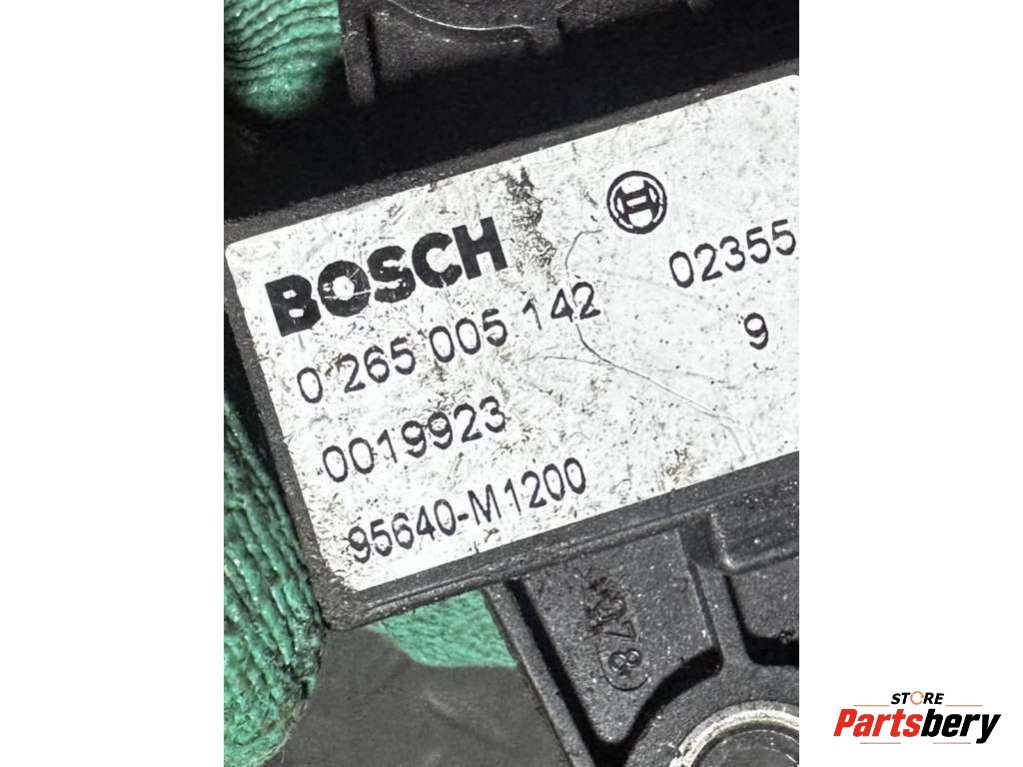 BOSCH
0 265 005 142
02355
0019923
9
95640-M1200
STORE
Partsbery